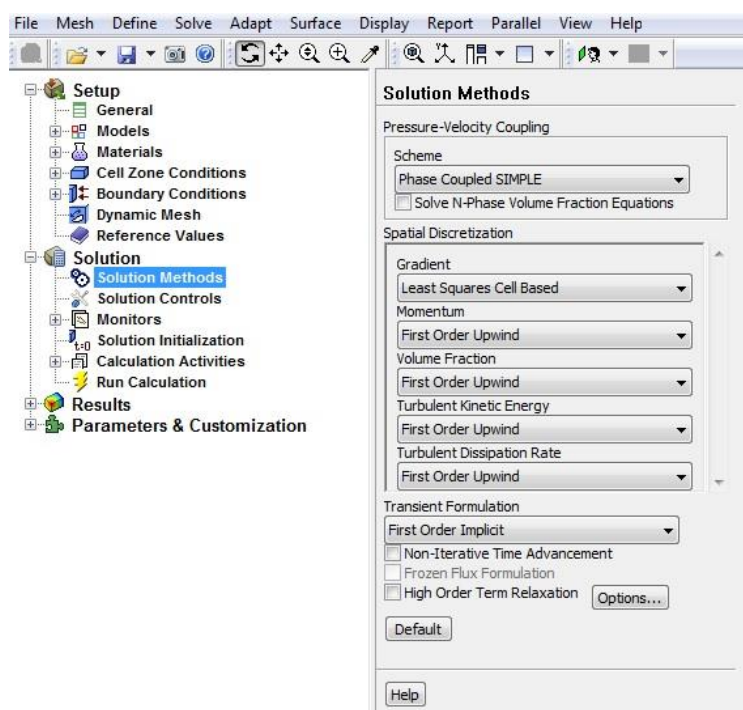 File Mesh Define Solve Adapt Surface Display Report Parallel View Help
Setup
General
Models
Materials
Cell Zone Conditions
Boundary Conditions
Dynamic Mesh
Reference Values
Solution
Solution Methods
Solution Controls
Monitors
t=0 Solution Initialization
Calculation Activities
Run Calculation
Results
Parameters & Customization
Solution Methods
Pressure-Velocity Coupling
Scheme
Phase Coupled SIMPLE
Solve N-Phase Volume Fraction Equations
Spatial Discretization
Gradient
Least Squares Cell Based
Momentum
First Order Upwind
Volume Fraction
First Order Upwind
Turbulent Kinetic Energy
First Order Upwind
Turbulent Dissipation Rate
First Order Upwind
Transient Formulation
First Order Implicit
Non-Iterative Time Advancement
Frozen Flux Formulation
High Order Term Relaxation Options...
Default
Help